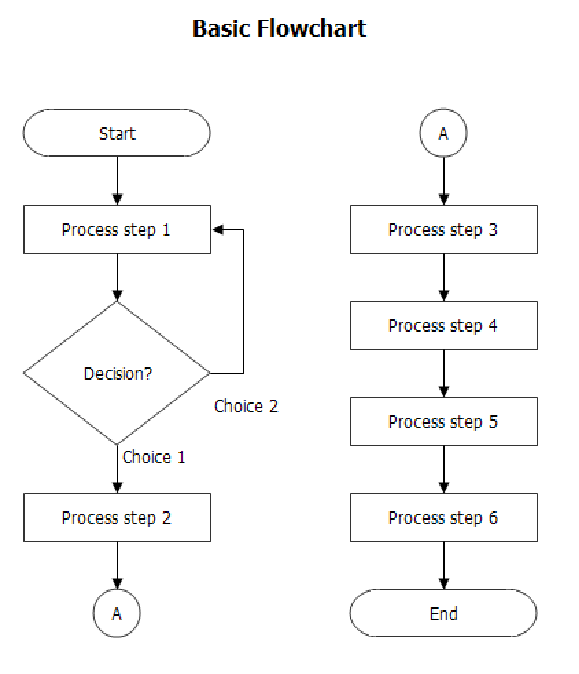 Basic Flowchart
Start
Process step 1
Decision?
Choice 2
Choice 1
Process step 2
A
A
Process step 3
Process step 4
Process step 5
Process step 6
End